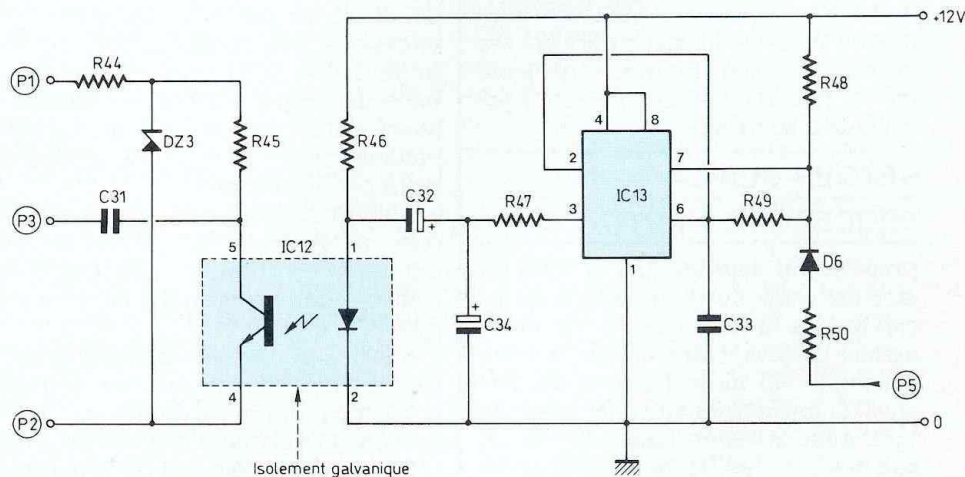 +12V
P1
R44
R48
DZ3
R45
R46
4
8
2
7
C31
C32
R47
IC13
R49
P3
+
3
6
5
IC12
1
1
D6
+
C34
C33
R50
4
2
P5
P2
0
Isolement galvanique